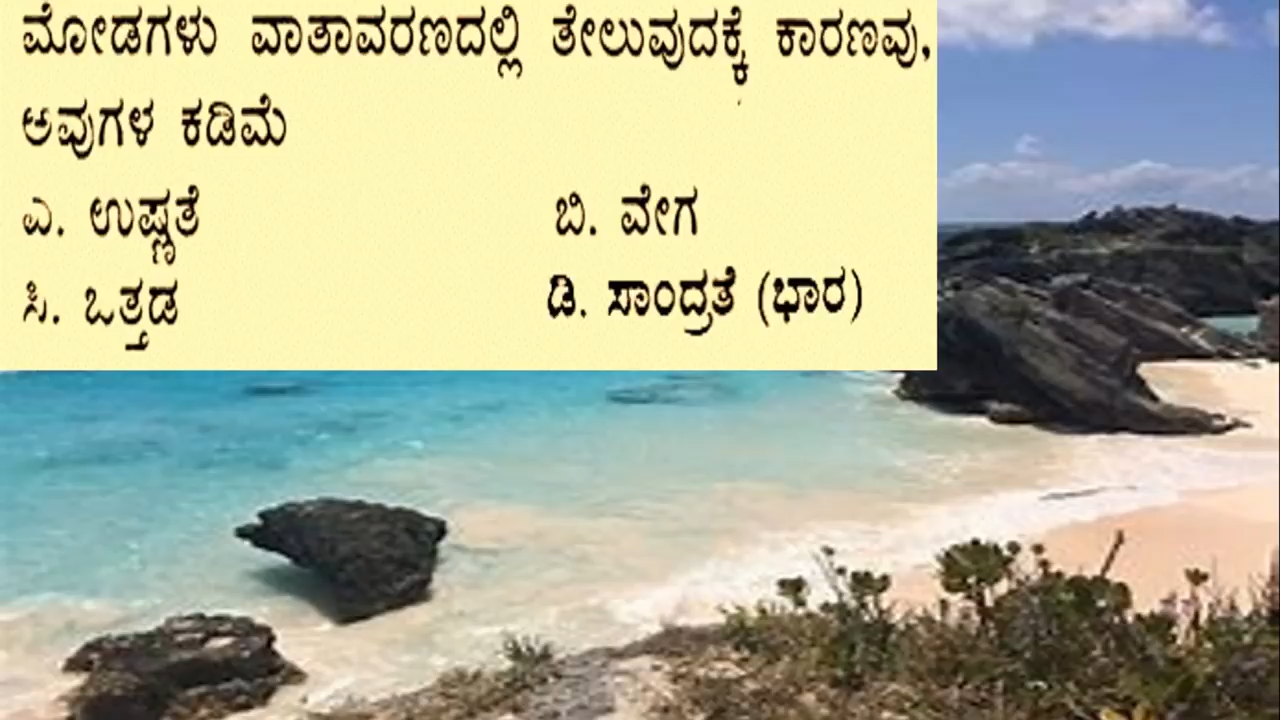 ಮೋಡಗಳು ವಾತಾವರಣದಲ್ಲಿ ತೇಲುವುದಕ್ಕೆ ಕಾರಣವು,
ಅವುಗಳ ಕಡಿಮೆ
ಎ. ಉಷ್ಣತೆ ಬಿ. ವೇಗ
ಸಿ. ಒತ್ತಡ ಡಿ. ಸಾಂದ್ರತೆ (ಭಾರ)